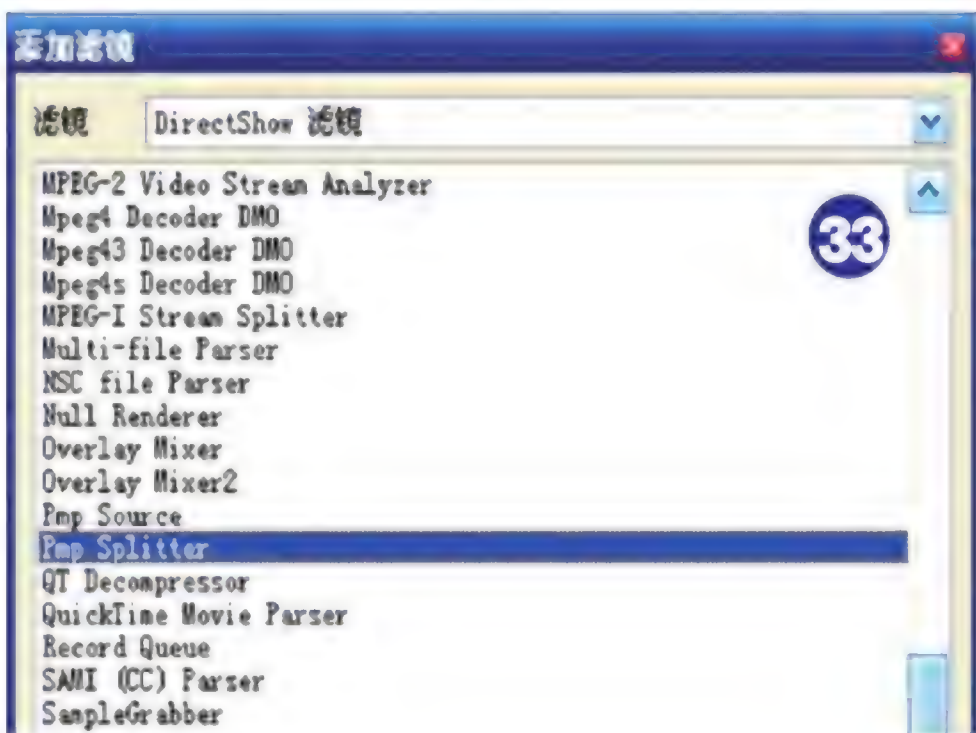 添加滤镜
滤镜 DirectShow 滤镜
MPEG-2 Video Stream Analyzer
Mpeg4 Decoder DMO
33
Mpeg43 Decoder DMO
Mpeg4s Decoder DMO
MPEG-I Stream Splitter
Multi-file Parser
NSC file Parser
Null Renderer
Overlay Mixer
Overlay Mixer2
Pmp Source
Pmp Splitter
QT Decompressor
QuickTime Movie Parser
Record Queue
SAMI (CC) Parser
SampleGrabber